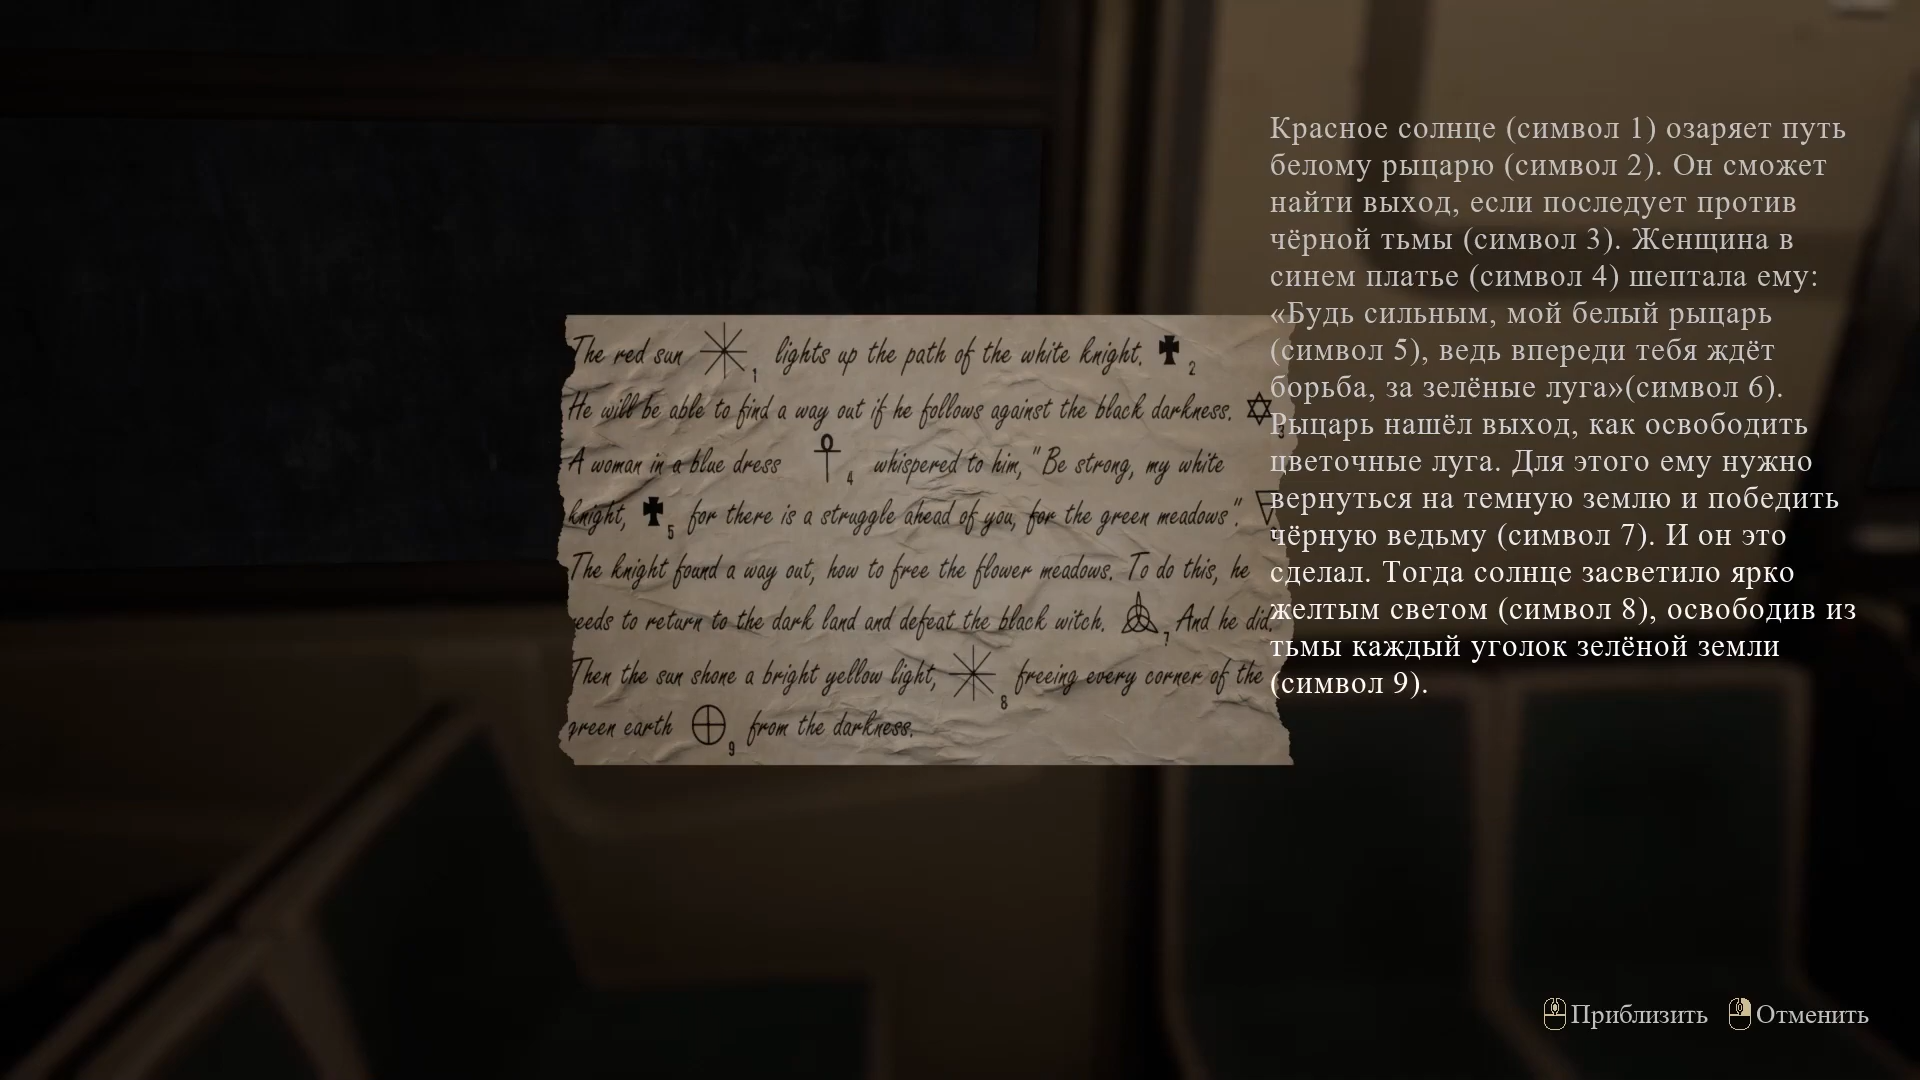 The red sun 1 lights up the path of the white knight. 2
He will be able to find a way out if he follows against the black darkness.
A woman in a blue dress 4 whispered to him, "Be strong, my white
knight, 5 for there is a struggle ahead of you, for the green meadows".
The knight found a way out, how to free the flower meadows. To do this, he
eeds to return to the dark land and defeat the black witch. 7 And he did.
Then the sun shone a bright yellow light, 8 freeing every corner of the
green earth 9 from the darkness.
Красное солнце (символ 1) озаряет путь
белому рыцарю (символ 2). Он сможет
найти выход, если последует против
чёрной тьмы (символ 3). Женщина в
синем платье (символ 4) шептала ему:
«Будь сильным, мой белый рыцарь
(символ 5), ведь впереди тебя ждёт
борьба, за зелёные луга»(символ 6).
Рыцарь нашёл выход, как освободить
цветочные луга. Для этого ему нужно
вернуться на темную землю и победить
чёрную ведьму (символ 7). И он это
сделал. Тогда солнце засветило ярко
желтым светом (символ 8), освободив из
тьмы каждый уголок зелёной земли
(символ 9).
Приблизить Отменить